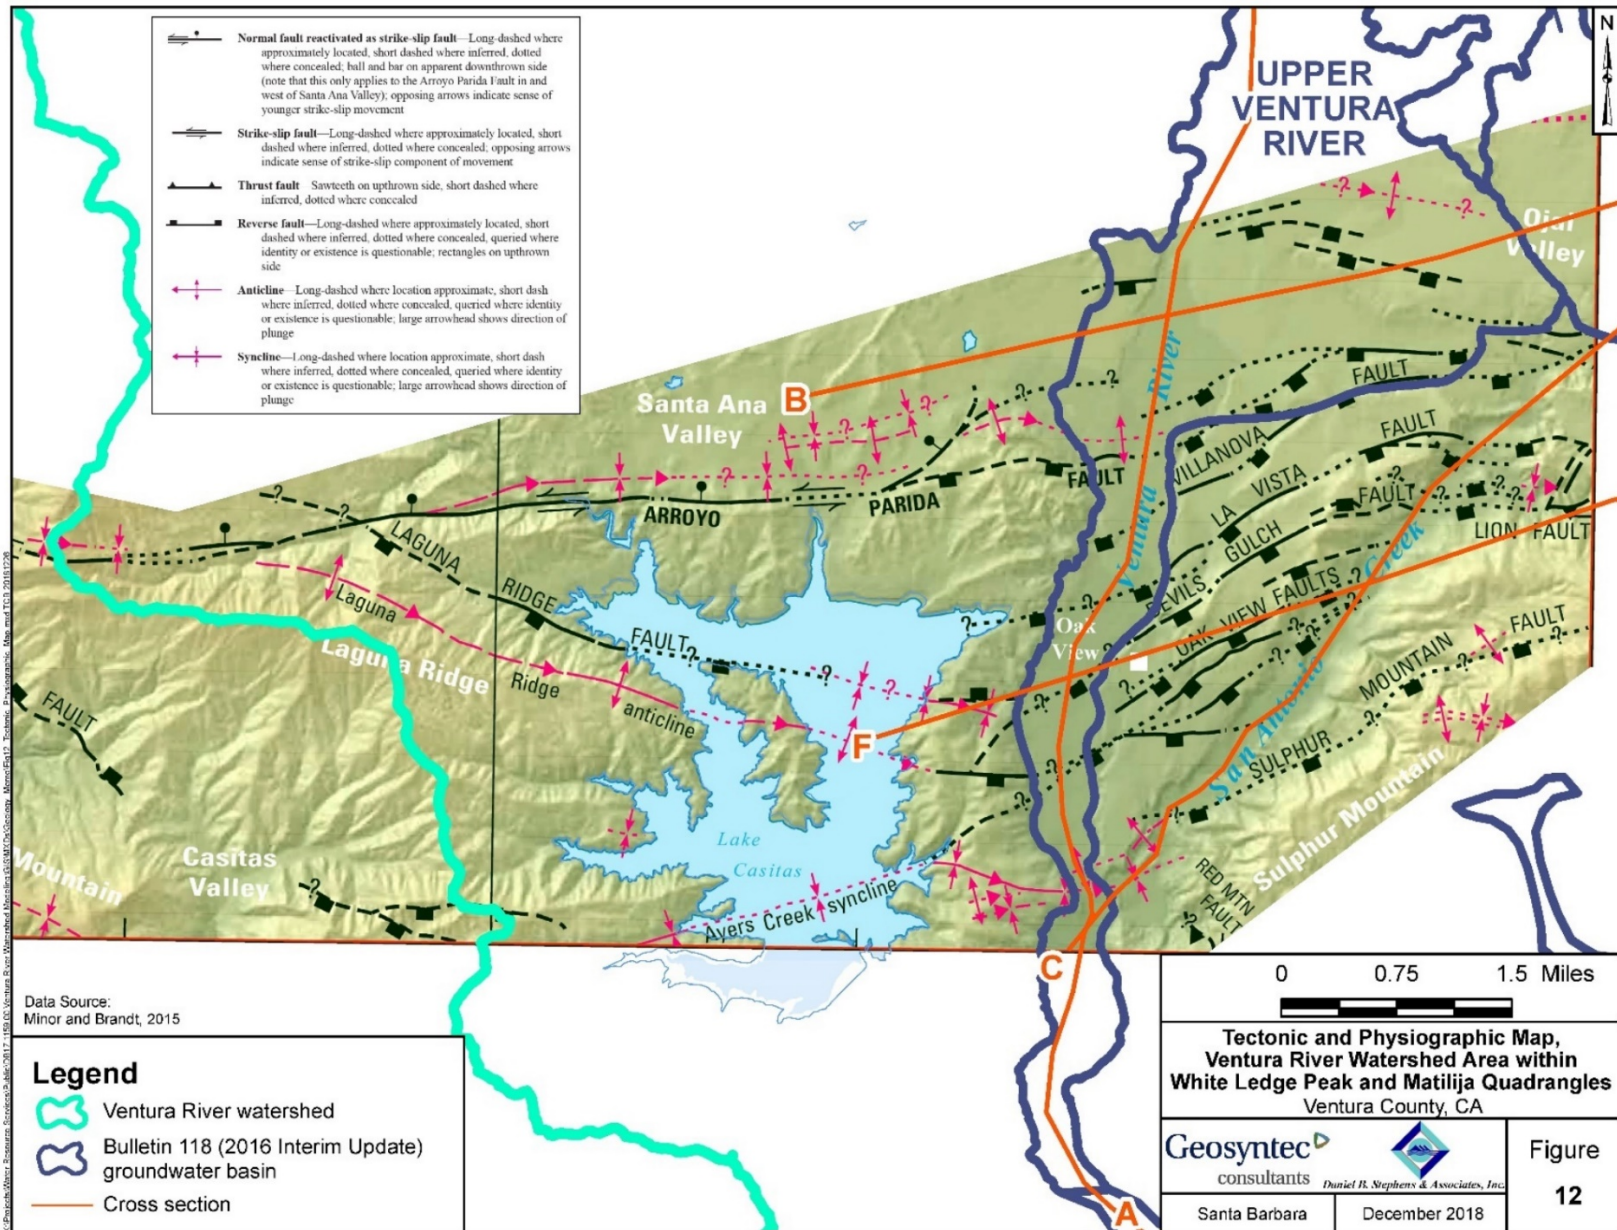 Normal fault reactivated as strike-slip fault—Long-dashed where
approximately located, short dashed where inferred, dotted
where concealed; ball and bar on apparent downthrown side
(note that this only applies to the Arroyo Parida Fault in and
west of Santa Ana Valley); opposing arrows indicate sense of
younger strike-slip movement
Strike-slip fault—Long-dashed where approximately located, short
dashed where inferred, dotted where concealed; opposing arrows
indicate sense of strike-slip component of movement
Thrust fault Sawteeth on upthrown side, short dashed where
inferred, dotted where concealed
Reverse fault—Long-dashed where approximately located, short
dashed where inferred, dotted where concealed, queried where
identity or existence is questionable; rectangles on upthrown
side
Anticline—Long-dashed where location approximate, short dash
where inferred, dotted where concealed, queried where identity
or existence is questionable; large arrowhead shows direction of
plunge
Syncline—Long-dashed where location approximate, short dash
where inferred, dotted where concealed, queried where identity
or existence is questionable; large arrowhead shows direction of
plunge
N
UPPER
VENTURA
RIVER
Ojai
Valley
Santa Ana
Valley
B
ARROYO
PARIDA
FAULT
Ventura
River
VILLANOVA
FAULT
LA
VISTA
FAULT
DEVILS
GULCH
FAULT
LION FAULT
OAK VIEW FAULTS
Oak
View
San Antonio
Creek
SULPHUR
MOUNTAIN
FAULT
Sulphur Mountain
RED MTN
FAULT
LAGUNA
RIDGE
FAULT
Laguna
Ridge
anticline
Laguna Ridge
FAULT
F
Lake
Casitas
Ayers Creek syncline
Casitas
Valley
Mountain
C
A
Data Source:
Minor and Brandt, 2015
Legend
Ventura River watershed
Bulletin 118 (2016 Interim Update)
groundwater basin
Cross section
0 0.75 1.5 Miles
Tectonic and Physiographic Map,
Ventura River Watershed Area within
White Ledge Peak and Matilija Quadrangles
Ventura County, CA
Geosyntec
consultants
Daniel B. Stephens & Associates, Inc.
Santa Barbara
December 2018
Figure
12